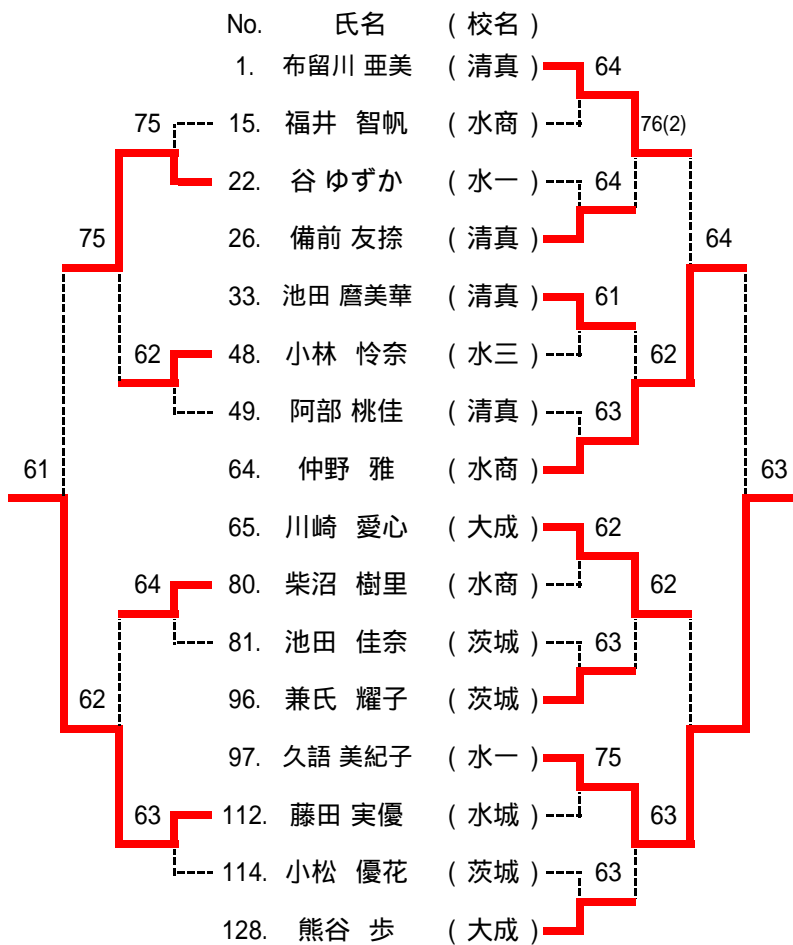 No. 氏名 ( 校名 )
1. 布留川 亜美 ( 清真 ) 64
75 15. 福井 智帆 ( 水商 ) 76(2)
22. 谷 ゆずか ( 水一 ) 64
75 26. 備前 友捺 ( 清真 ) 64
33. 池田 麿美華 ( 清真 ) 61
62 48. 小林 怜奈 ( 水三 ) 62
49. 阿部 桃佳 ( 清真 ) 63
61 64. 仲野 雅 ( 水商 ) 63
65. 川崎 愛心 ( 大成 ) 62
64 80. 柴沼 樹里 ( 水商 ) 62
81. 池田 佳奈 ( 茨城 ) 63
62 96. 兼氏 耀子 ( 茨城 )
97. 久語 美紀子 ( 水一 ) 75
63 112. 藤田 実優 ( 水城 ) 63
114. 小松 優花 ( 茨城 ) 63
128. 熊谷 歩 ( 大成 )